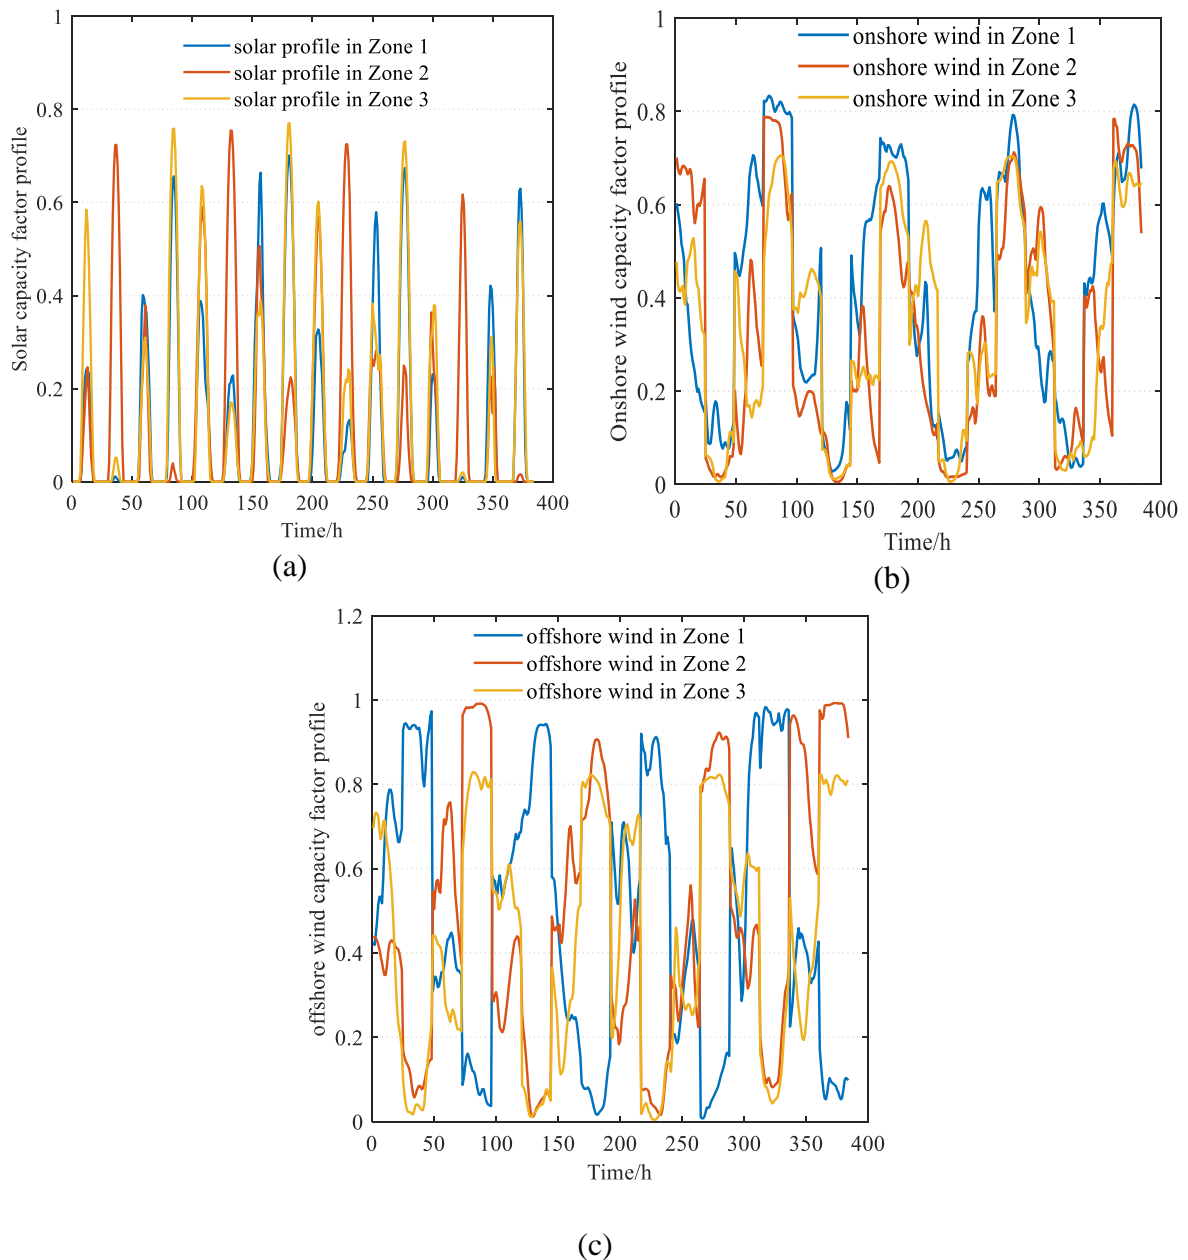 1
0.8
0.6
0.4
0.2
0
0 50 100 150 200 250 300 350 400
Solar capacity factor profile
Time/h
solar profile in Zone 1
solar profile in Zone 2
solar profile in Zone 3
(a)
1
0.8
0.6
0.4
0.2
0
0 50 100 150 200 250 300 350 400
Onshore wind capacity factor profile
Time/h
onshore wind in Zone 1
onshore wind in Zone 2
onshore wind in Zone 3
(b)
1.2
1
0.8
0.6
0.4
0.2
0
0 50 100 150 200 250 300 350 400
offshore wind capacity factor profile
Time/h
offshore wind in Zone 1
offshore wind in Zone 2
offshore wind in Zone 3
(c)